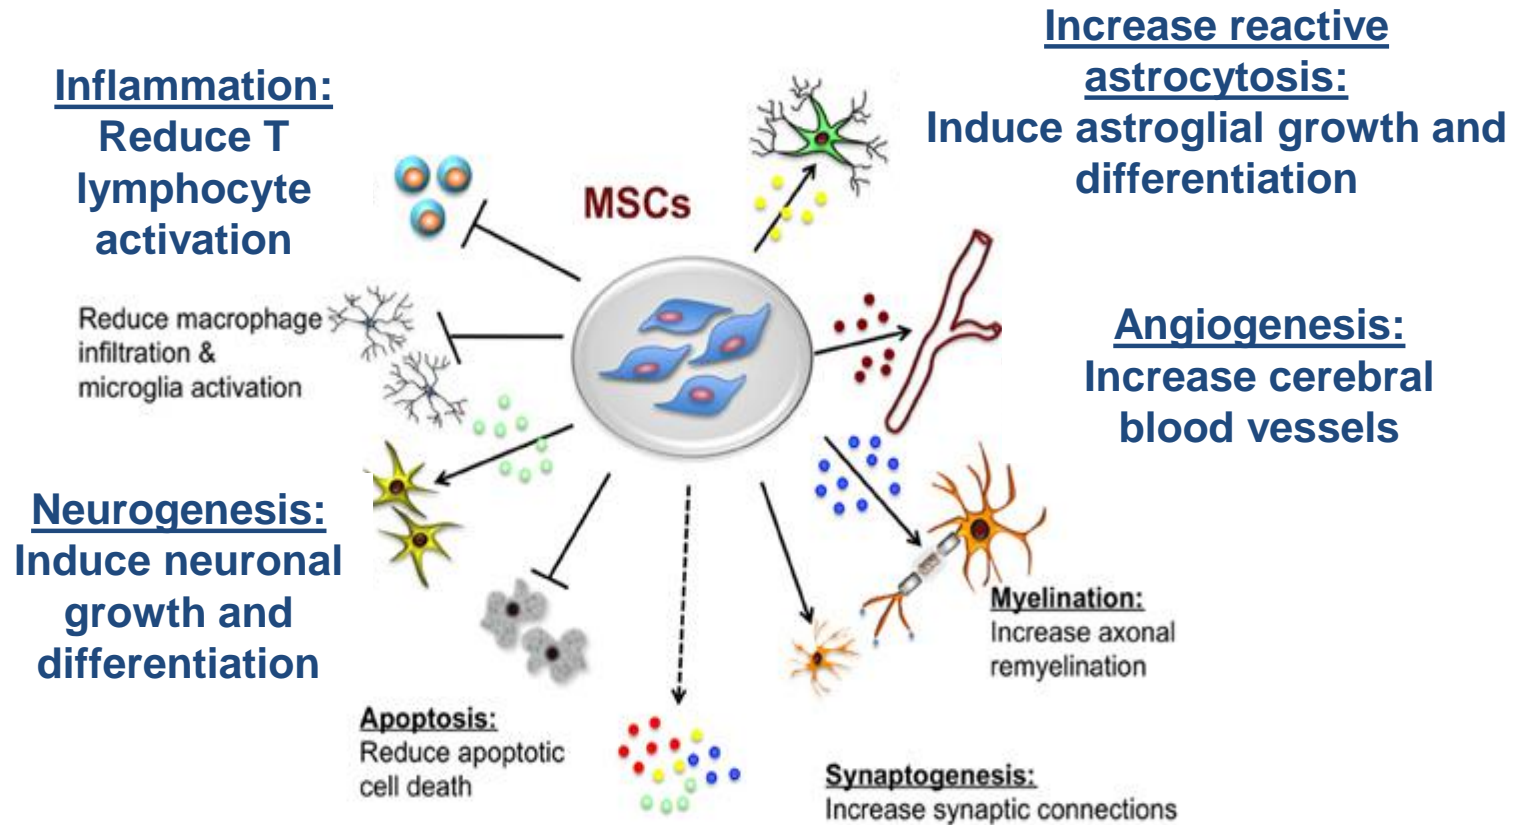 Increase reactive
astrocytosis:
Induce astroglial growth and
differentiation
Inflammation:
Reduce T
lymphocyte
activation
MSCs
Reduce macrophage
infiltration &
microglia activation
Angiogenesis:
Increase cerebral
blood vessels
Neurogenesis:
Induce neuronal
growth and
differentiation
Myelination:
Increase axonal
remyelination
Apoptosis:
Reduce apoptotic
cell death
Synaptogenesis:
Increase synaptic connections